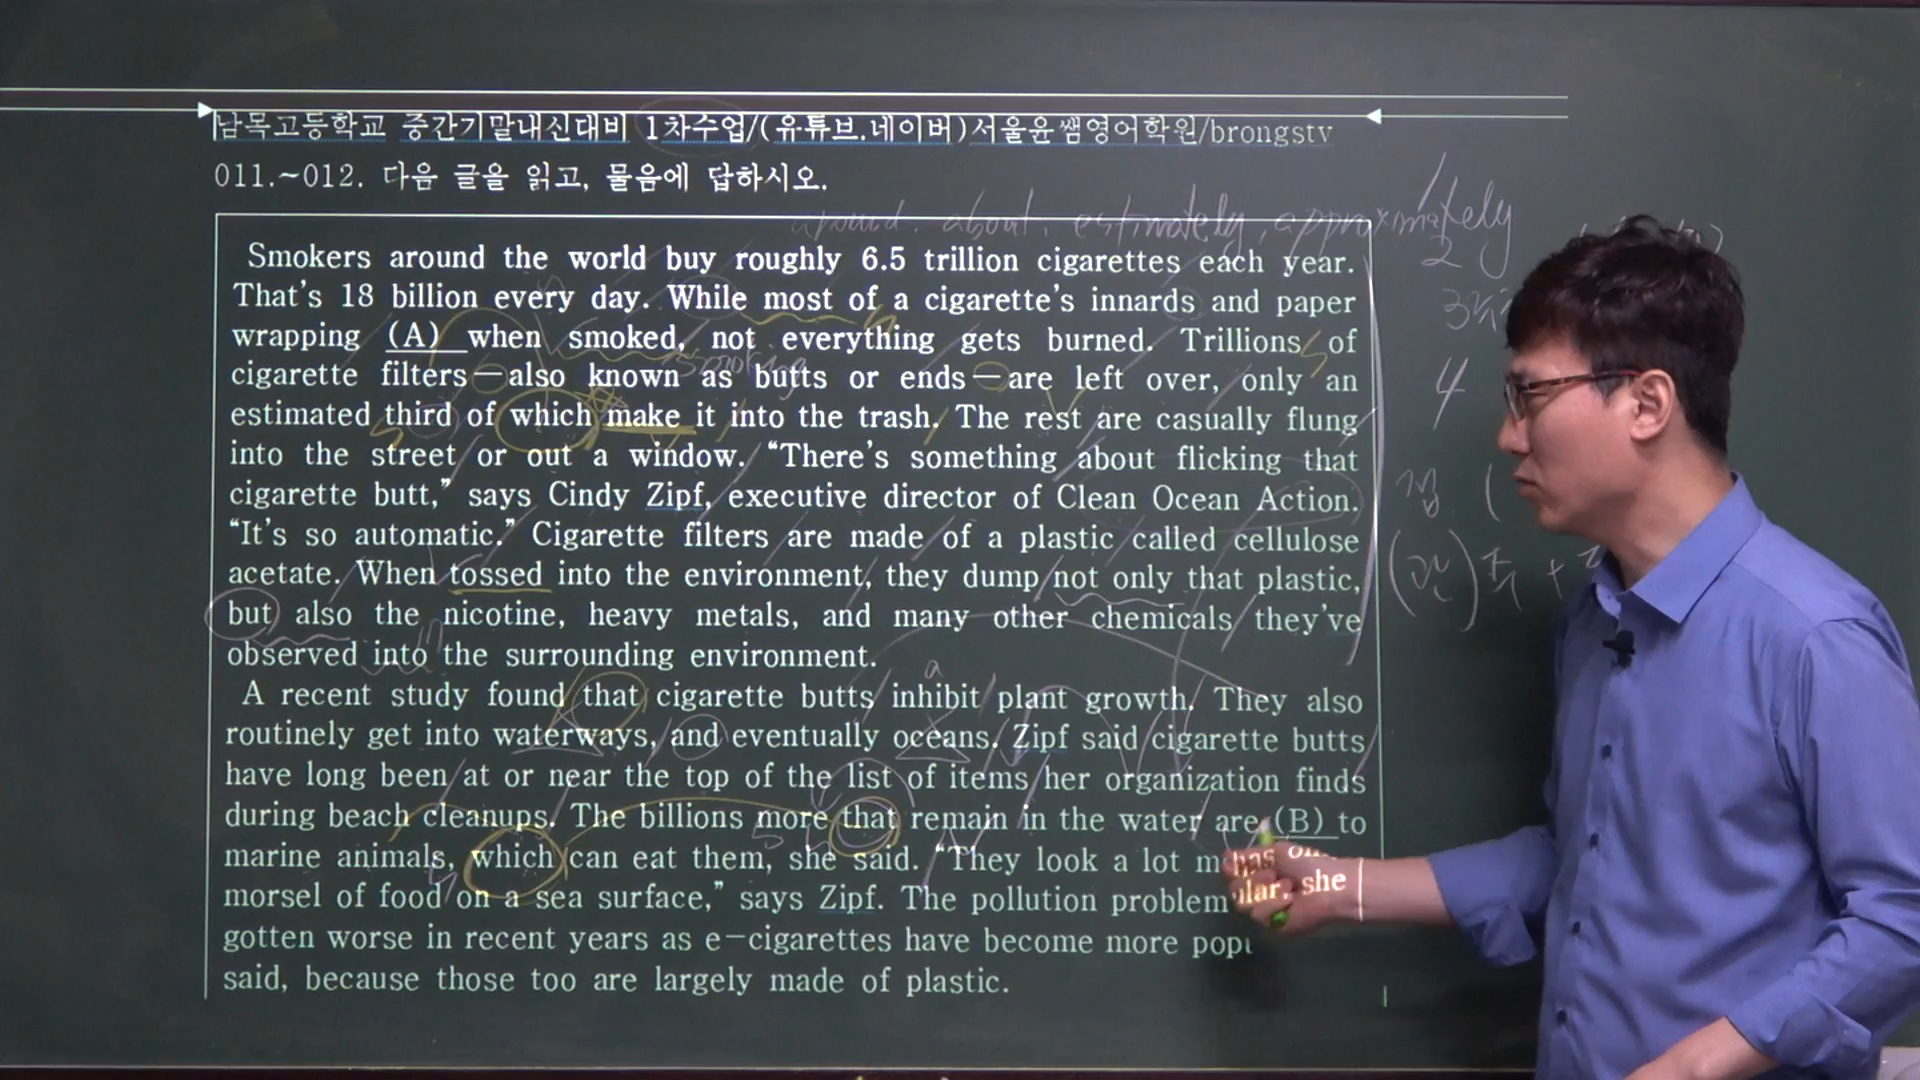 남목고등학교 중간기말내신대비 1차수업/(유튜브.네이버)서울윤쌤영어학원/brongstv
011.~012. 다음 글을 읽고, 물음에 답하시오.
around. about. estimately, approximately
Smokers around the world buy roughly 6.5 trillion cigarettes each year.
2
That's 18 billion every day. While most of a cigarette's innards and paper
3
wrapping (A) when smoked, not everything gets burned. Trillions of
smoking
cigarette filters—also known as butts or ends—are left over, only an
4
estimated third of which make it into the trash. The rest are casually flung
into the street or out a window. “There's something about flicking that
cigarette butt,” says Cindy Zipf, executive director of Clean Ocean Action.
“It's so automatic.” Cigarette filters are made of a plastic called cellulose
acetate. When tossed into the environment, they dump not only that plastic,
but also the nicotine, heavy metals, and many other chemicals they've
observed into the surrounding environment.
a
A recent study found that cigarette butts inhibit plant growth. They also
routinely get into waterways, and eventually oceans. Zipf said cigarette butts
have long been at or near the top of the list of items her organization finds
during beach cleanups. The billions more that remain in the water are (B) to
marine animals, which can eat them, she said. “They look a lot
morsel of food on a sea surface,” says Zipf. The pollution problem has
gotten worse in recent years as e-cigarettes have become more popular, she
said, because those too are largely made of plastic.